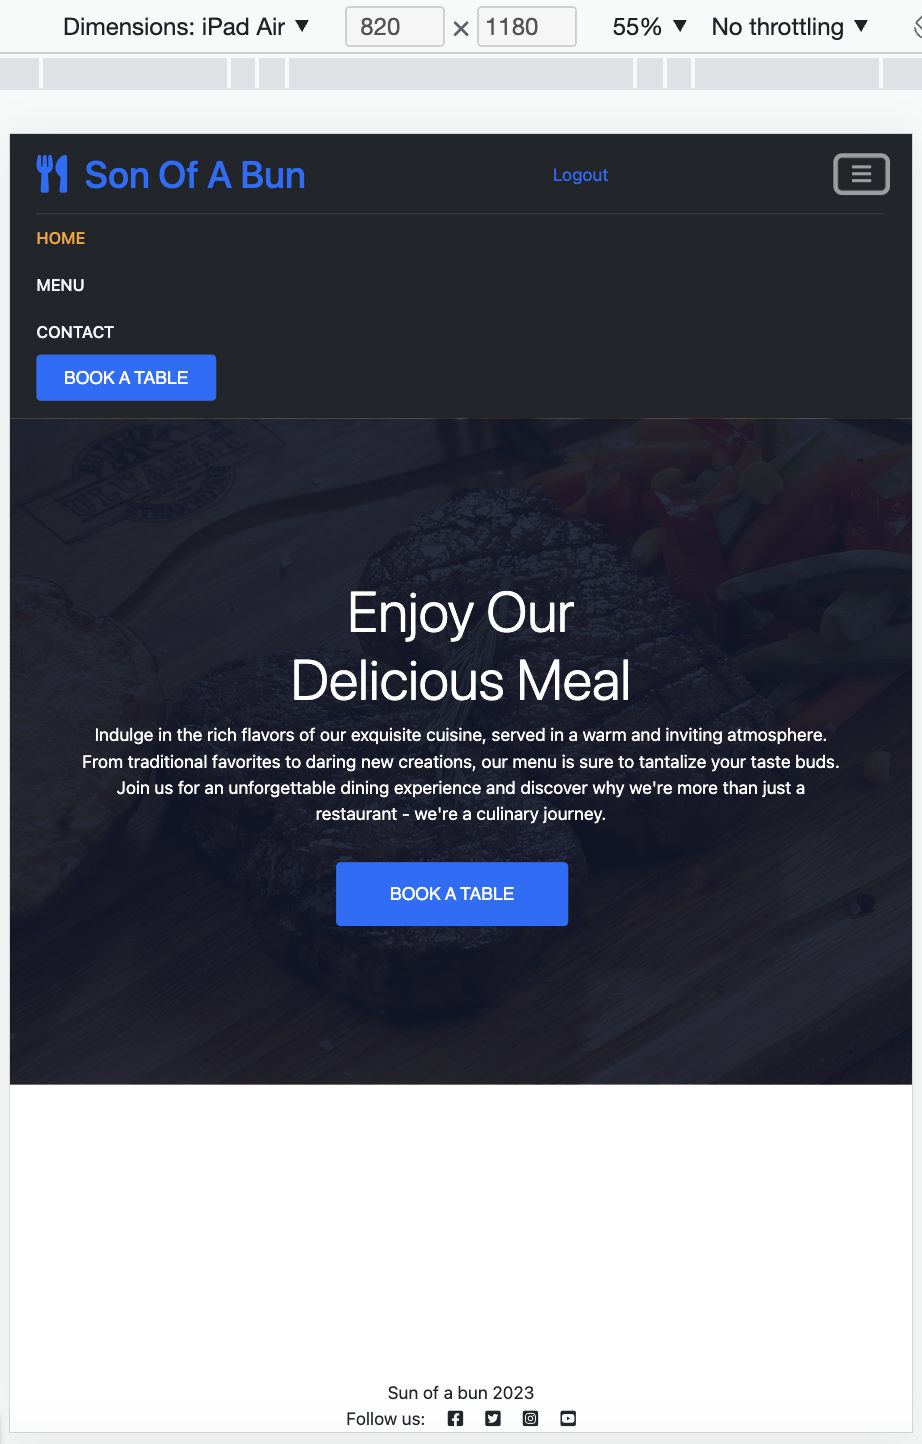 Dimensions: iPad Air ▼ 820 × 1180 55% ▼ No throttling ▼
Son Of A Bun
Logout
HOME
MENU
CONTACT
BOOK A TABLE
Enjoy Our
Delicious Meal
Indulge in the rich flavors of our exquisite cuisine, served in a warm and inviting atmosphere.
From traditional favorites to daring new creations, our menu is sure to tantalize your taste buds.
Join us for an unforgettable dining experience and discover why we're more than just a
restaurant - we're a culinary journey.
BOOK A TABLE
Sun of a bun 2023
Follow us: